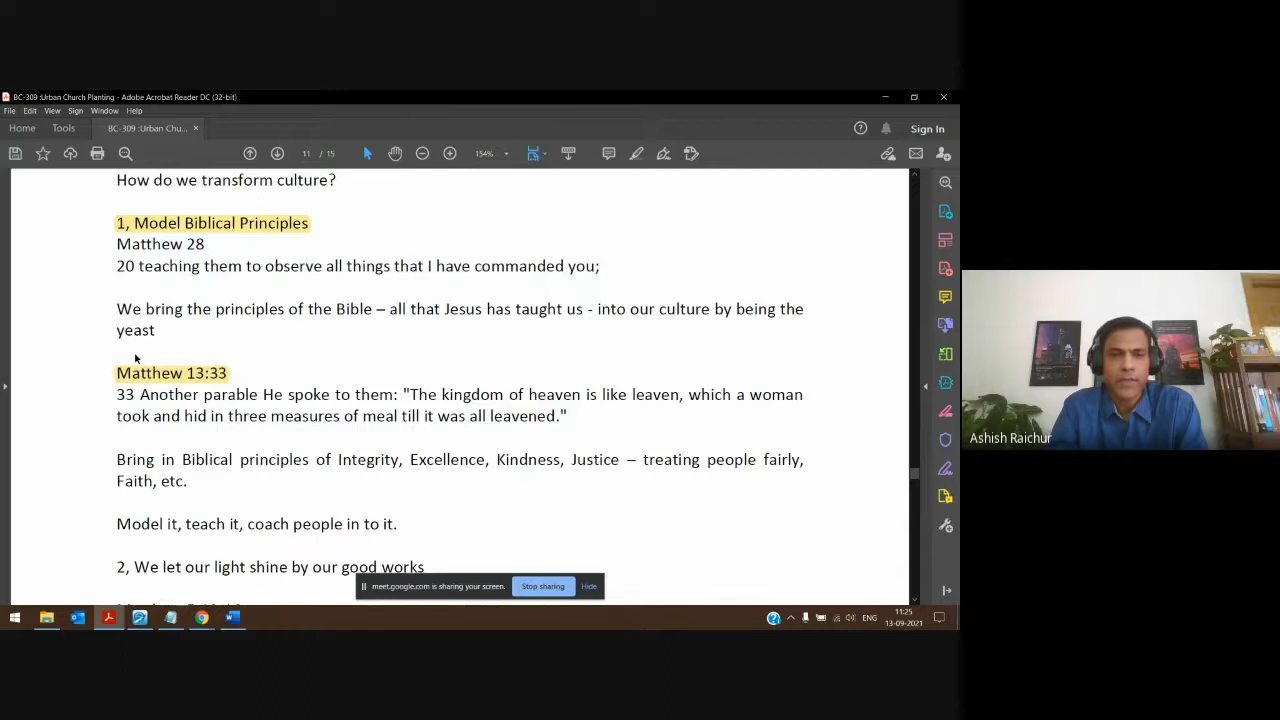 BC-309 :Urban Church Planting - Adobe Acrobat Reader DC (32-bit)
File Edit View Sign Window Help
Home Tools BC-309 :Urban Chu... × Sign In
11 / 15 154%
How do we transform culture?
1, Model Biblical Principles
Matthew 28
20 teaching them to observe all things that I have commanded you;
We bring the principles of the Bible – all that Jesus has taught us - into our culture by being the
yeast
Matthew 13:33
33 Another parable He spoke to them: "The kingdom of heaven is like leaven, which a woman
took and hid in three measures of meal till it was all leavened."
Bring in Biblical principles of Integrity, Excellence, Kindness, Justice – treating people fairly,
Faith, etc.
Model it, teach it, coach people in to it.
2, We let our light shine by our good works
meet.google.com is sharing your screen. Stop sharing Hide
ENG
11:25
13-09-2021
Ashish Raichur